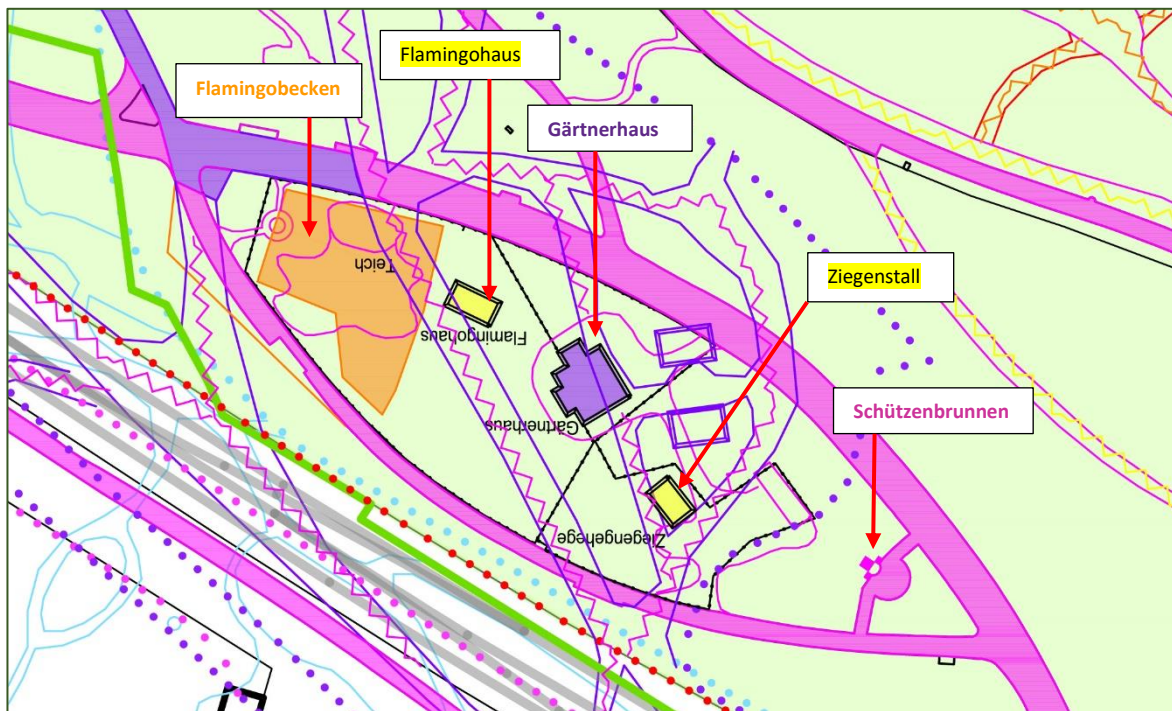 Flamingohaus
Flamingobecken
Gärtnerhaus
Teich
Ziegenstall
Flamingohaus
Gärtnerhaus
Schützenbrunnen
Ziegengehege